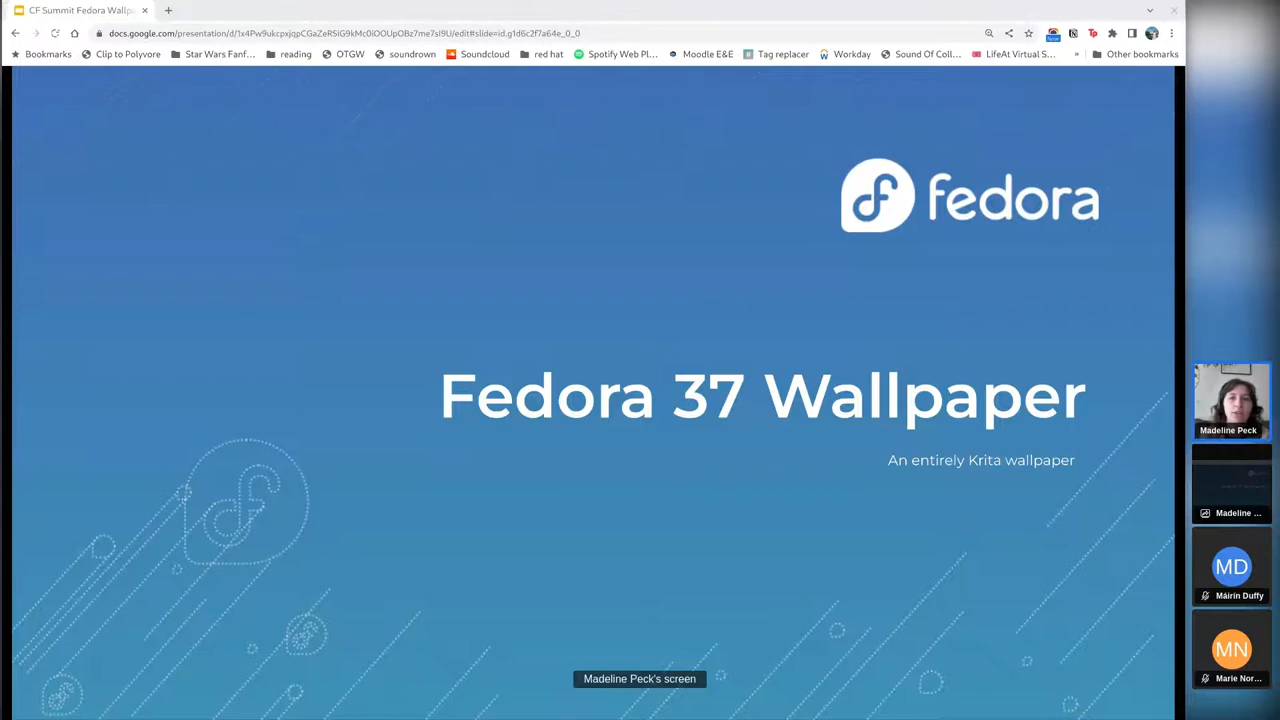 CF Summit Fedora Wallp
docs.google.com/presentation/d/1x4Pw9ukcpxjqpCGaZeRSiG9kMc0iOOUpOBz7me7sl9U/edit#slide=id.g1d6c2f7a64e_0_0
New
Bookmarks
Clip to Polyvore
Star Wars Fanf...
reading
OTGW
soundrown
Soundcloud
red hat
Spotify Web Pl...
Moodle E&E
Tag replacer
Workday
Sound Of Coll...
LifeAt Virtual S...
»
Other bookmarks
fedora
Fedora 37 Wallpaper
An entirely Krita wallpaper
Madeline Peck
Madeline ...
MD
Máirín Duffy
MN
Marie Nor...
Madeline Peck's screen